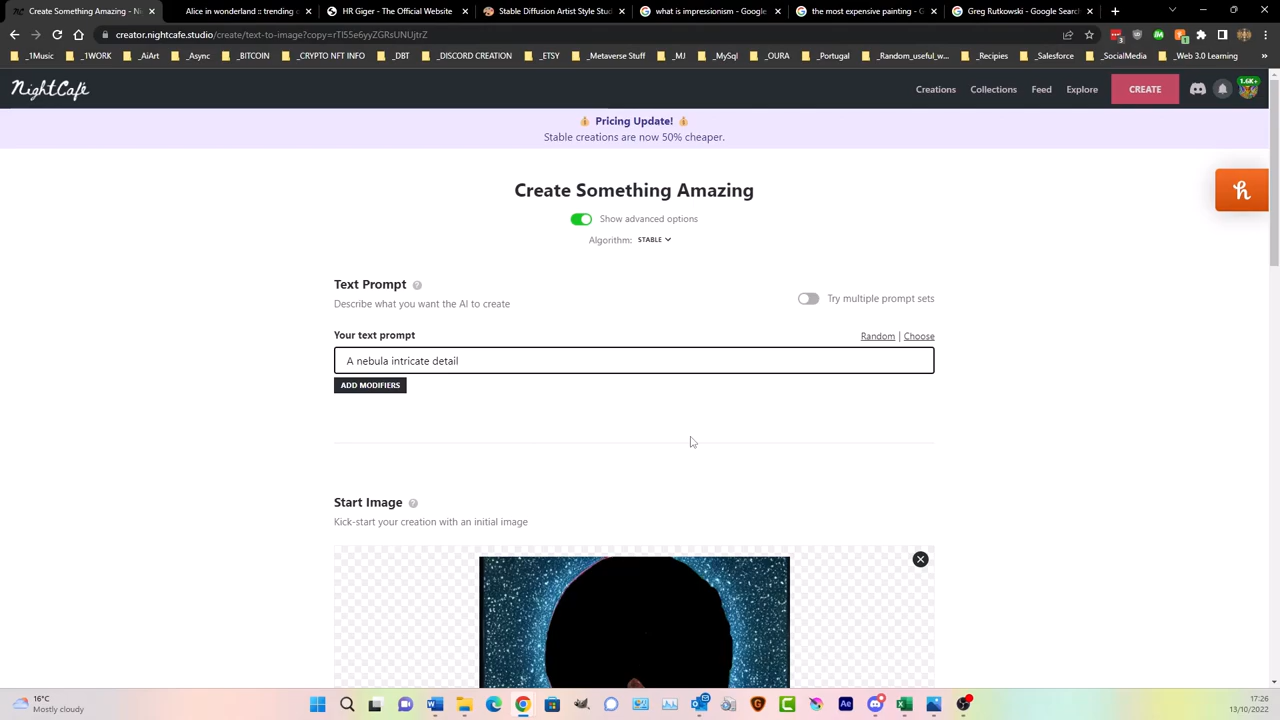 Creating Something Amazing - Ni
Alice in wonderland :: trending c
HR Giger - The Official Website
Stable Diffusion Artist Style Stud
what is impressionism - Google
the most expensive painting - G
Greg Rutkowski - Google Search
creator.nightcafe.studio/create/text-to-image?copy=rTI55e6yyZGRsUNUjtrZ
_1Music
_1WORK
_AiArt
_Async
_BITCOIN
_CRYPTO NFT INFO
_DBT
_DISCORD CREATION
_ETSY
_Metaverse Stuff
_MJ
_MySql
_OURA
_Portugal
_Random_useful_w...
_Recipies
_Salesforce
_SocialMedia
_Web 3.0 Learning
NightCafe
Creations
Collections
Feed
Explore
CREATE
1.6K+
Pricing Update!
Stable creations are now 50% cheaper.
Create Something Amazing
Show advanced options
Algorithm: STABLE
Text Prompt
Describe what you want the AI to create
Try multiple prompt sets
Your text prompt
Random | Choose
A nebula intricate detail
ADD MODIFIERS
Start Image
Kick-start your creation with an initial image
16°C
Mostly cloudy
17:26
13/10/2022